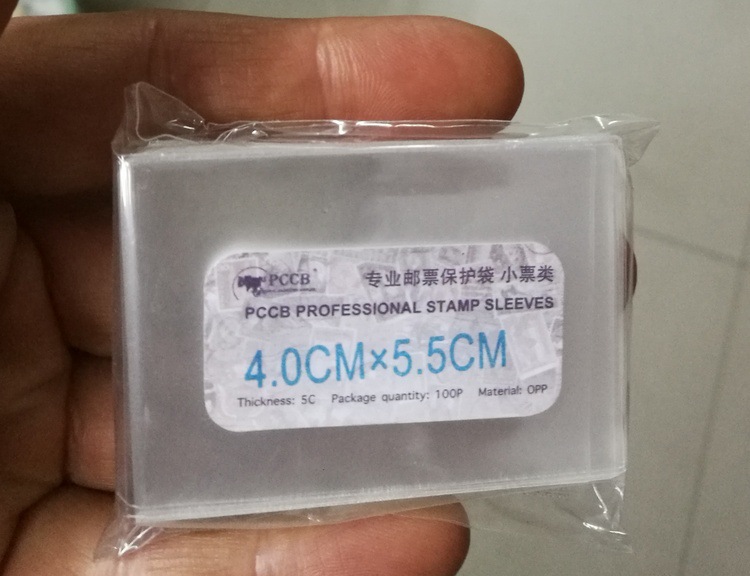 PCCB
专业邮票保护袋 小票类
PCCB PROFESSIONAL STAMP SLEEVES
4.0CM×5.5CM
Thickness: 5C Package quantity: 100P Material: OPP